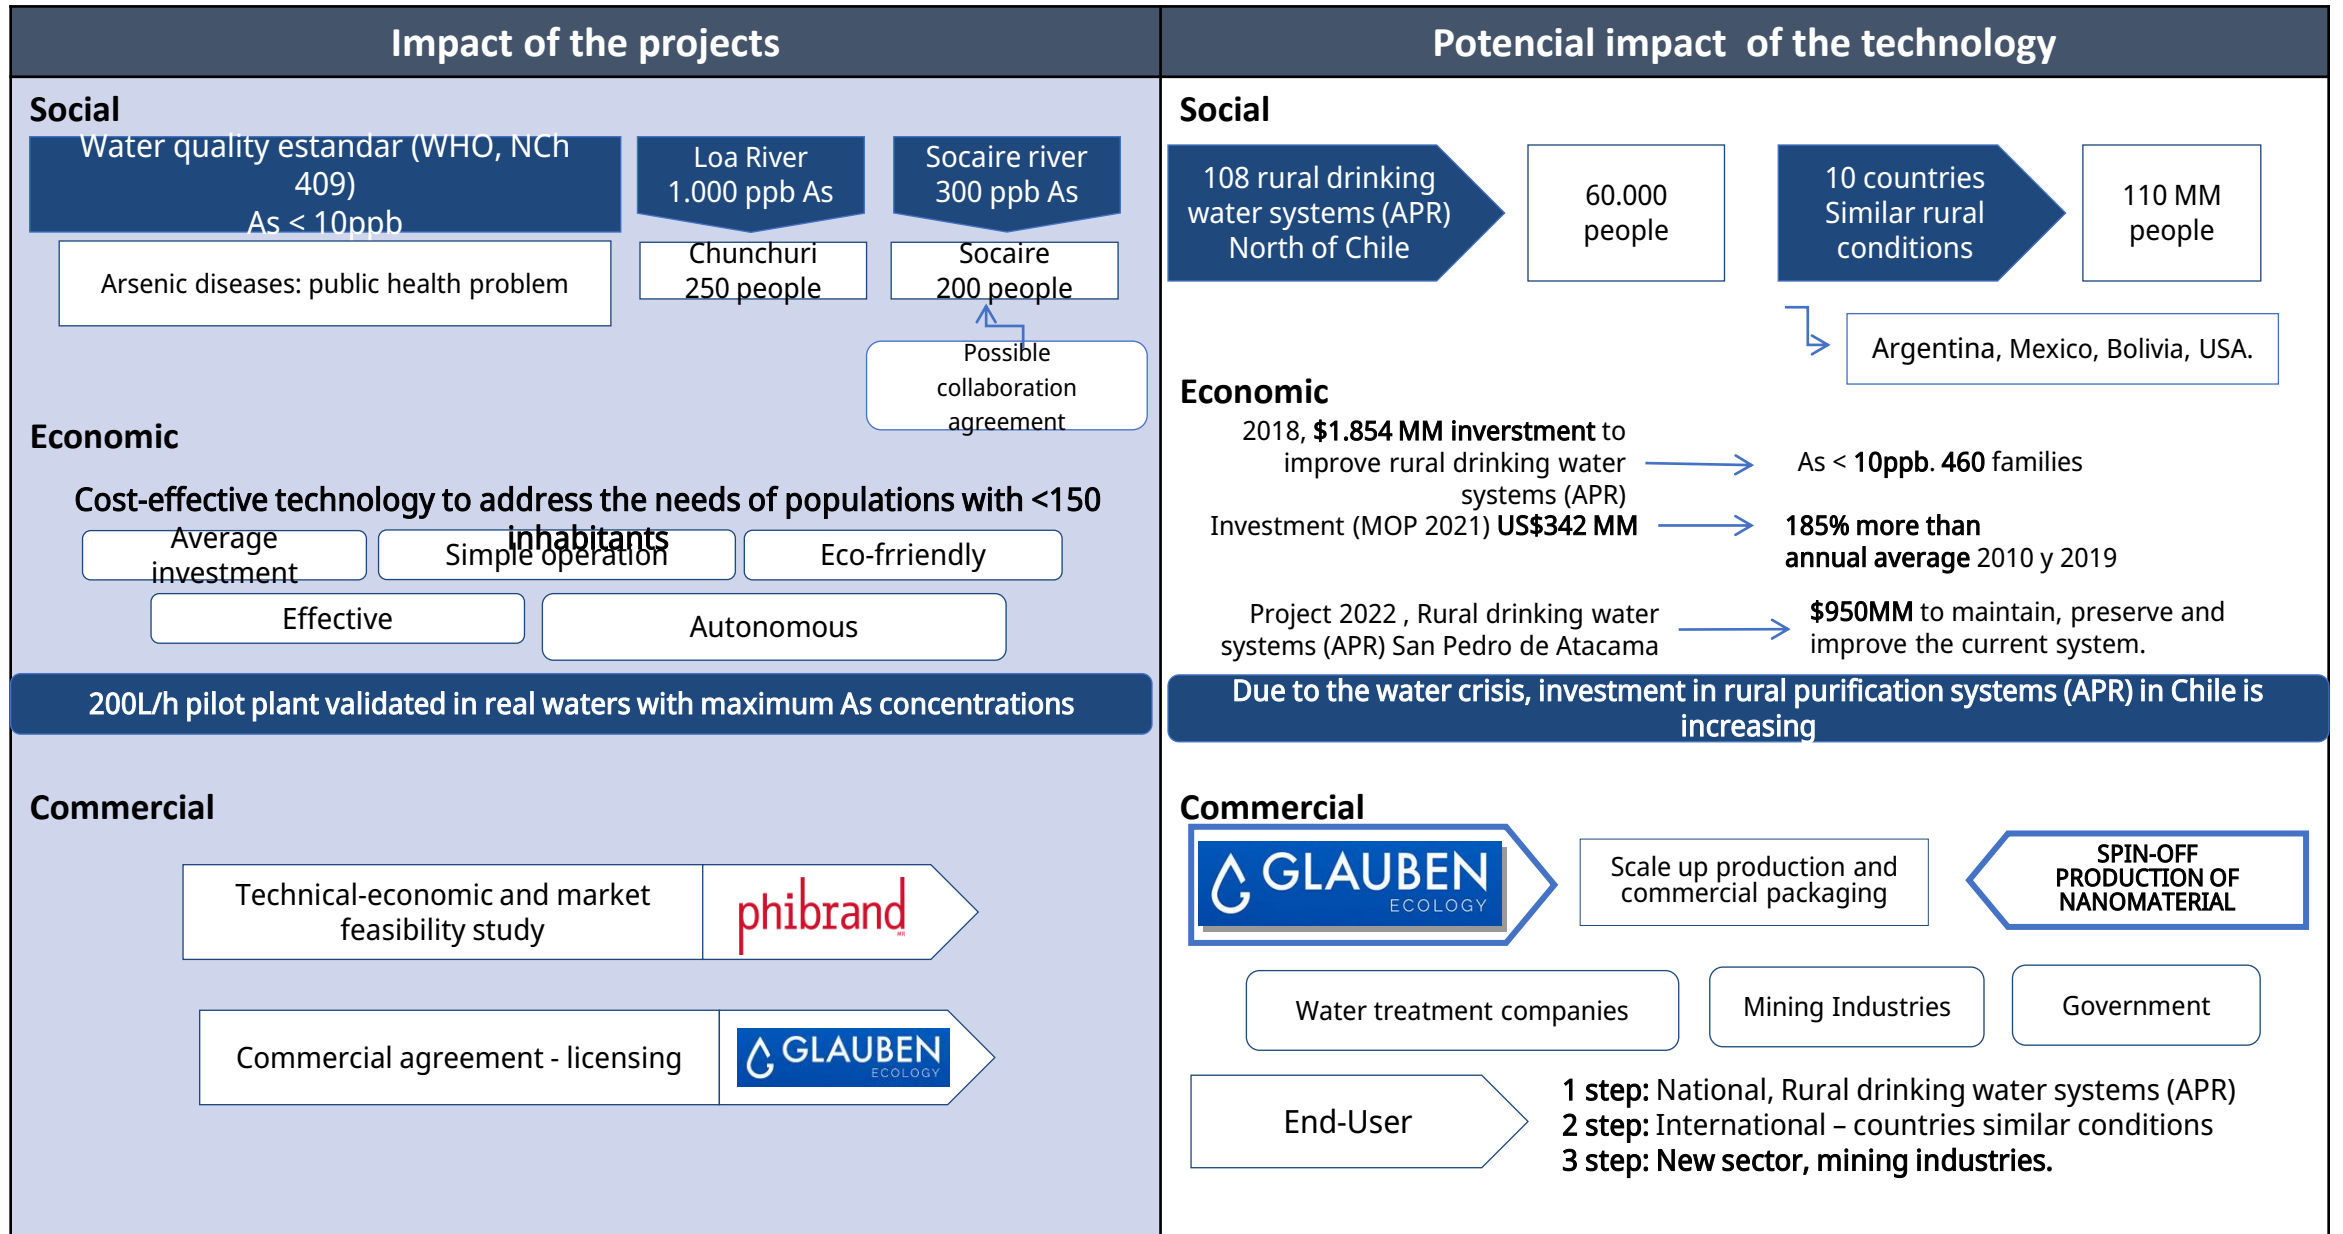 Impact of the projects
Social
Water quality estandar (WHO, NCh
409)
As < 10ppb
Loa River
1.000 ppb As
Socaire river
300 ppb As
Arsenic diseases: public health problem
Chunchuri
250 people
Socaire
200 people
Possible
collaboration
agreement
Economic
Cost-effective technology to address the needs of populations with <150
inhabitants
Average
investment
Simple operation
Eco-frriendly
Effective
Autonomous
200L/h pilot plant validated in real waters with maximum As concentrations
Commercial
Technical-economic and market
feasibility study
phibrand
MR
Commercial agreement - licensing
GLAUBEN
ECOLOGY
Potencial impact  of the technology
Social
108 rural drinking
water systems (APR)
North of Chile
60.000
people
10 countries
Similar rural
conditions
110 MM
people
Argentina, Mexico, Bolivia, USA.
Economic
2018, $1.854 MM inverstment to
improve rural drinking water
systems (APR)
As < 10ppb. 460 families
Investment (MOP 2021) US$342 MM
185% more than
annual average 2010 y 2019
Project 2022 , Rural drinking water
systems (APR) San Pedro de Atacama
$950MM to maintain, preserve and
improve the current system.
Due to the water crisis, investment in rural purification systems (APR) in Chile is
increasing
Commercial
GLAUBEN
ECOLOGY
Scale up production and
commercial packaging
SPIN-OFF
PRODUCTION OF
NANOMATERIAL
Water treatment companies
Mining Industries
Government
End-User
1 step: National, Rural drinking water systems (APR)
2 step: International – countries similar conditions
3 step: New sector, mining industries.